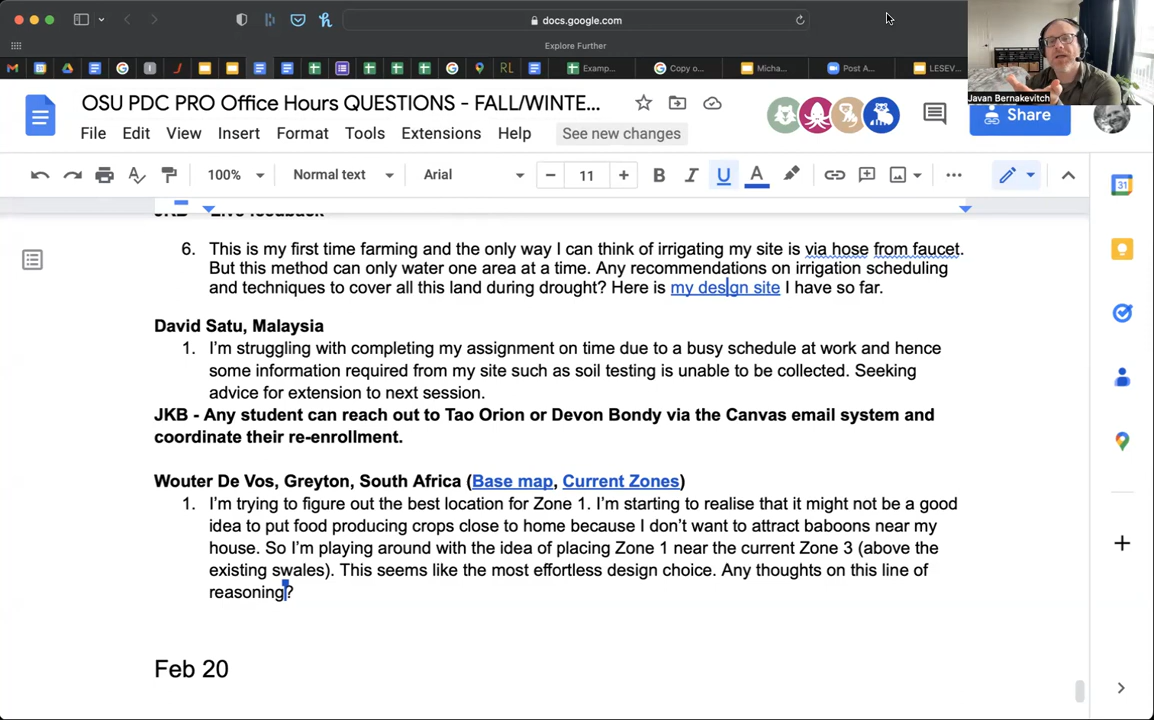 docs.google.com
Explore Further
Examp...
Copy o...
Micha...
Post A...
LESEV...
Javan Bernakevitch
OSU PDC PRO Office Hours QUESTIONS - FALL/WINTE...
Share
File Edit View Insert Format Tools Extensions Help See new changes
100% Normal text Arial 11 B I U A
JKB - Live feedback
6. This is my first time farming and the only way I can think of irrigating my site is via hose from faucet.
But this method can only water one area at a time. Any recommendations on irrigation scheduling
and techniques to cover all this land during drought? Here is my design site I have so far.
David Satu, Malaysia
1. I'm struggling with completing my assignment on time due to a busy schedule at work and hence
some information required from my site such as soil testing is unable to be collected. Seeking
advice for extension to next session.
JKB - Any student can reach out to Tao Orion or Devon Bondy via the Canvas email system and
coordinate their re-enrollment.
Wouter De Vos, Greyton, South Africa (Base map, Current Zones)
1. I'm trying to figure out the best location for Zone 1. I'm starting to realise that it might not be a good
idea to put food producing crops close to home because I don't want to attract baboons near my
house. So I'm playing around with the idea of placing Zone 1 near the current Zone 3 (above the
existing swales). This seems like the most effortless design choice. Any thoughts on this line of
reasoning?
Feb 20